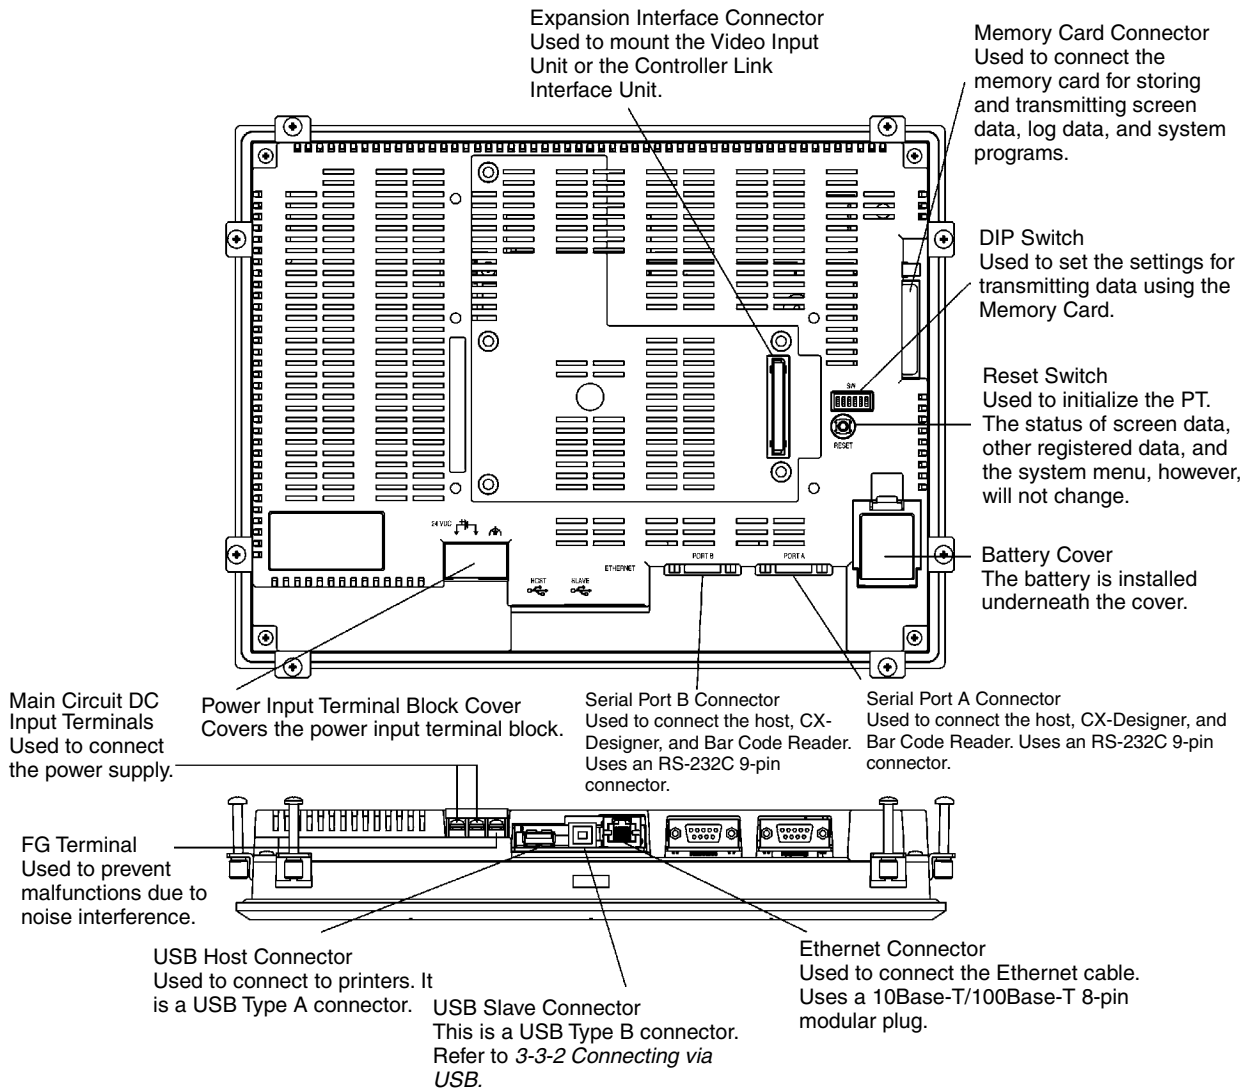 Expansion Interface Connector
Used to mount the Video Input
Unit or the Controller Link
Interface Unit.
Memory Card Connector
Used to connect the
memory card for storing
and transmitting screen
data, log data, and system
programs.
DIP Switch
Used to set the settings for
transmitting data using the
Memory Card.
Reset Switch
Used to initialize the PT.
The status of screen data,
other registered data, and
the system menu, however,
will not change.
Battery Cover
The battery is installed
underneath the cover.
SW
RESET
24 VDC
HOST
SLAVE
ETHERNET
PORT B
PORT A
Main Circuit DC
Input Terminals
Used to connect
the power supply.
Power Input Terminal Block Cover
Covers the power input terminal block.
Serial Port B Connector
Used to connect the host, CX-
Designer, and Bar Code Reader.
Uses an RS-232C 9-pin
connector.
Serial Port A Connector
Used to connect the host, CX-Designer, and
Bar Code Reader. Uses an RS-232C 9-pin
connector.
FG Terminal
Used to prevent
malfunctions due to
noise interference.
USB Host Connector
Used to connect to printers. It
is a USB Type A connector.
USB Slave Connector
This is a USB Type B connector.
Refer to 3-3-2 Connecting via
USB.
Ethernet Connector
Used to connect the Ethernet cable.
Uses a 10Base-T/100Base-T 8-pin
modular plug.